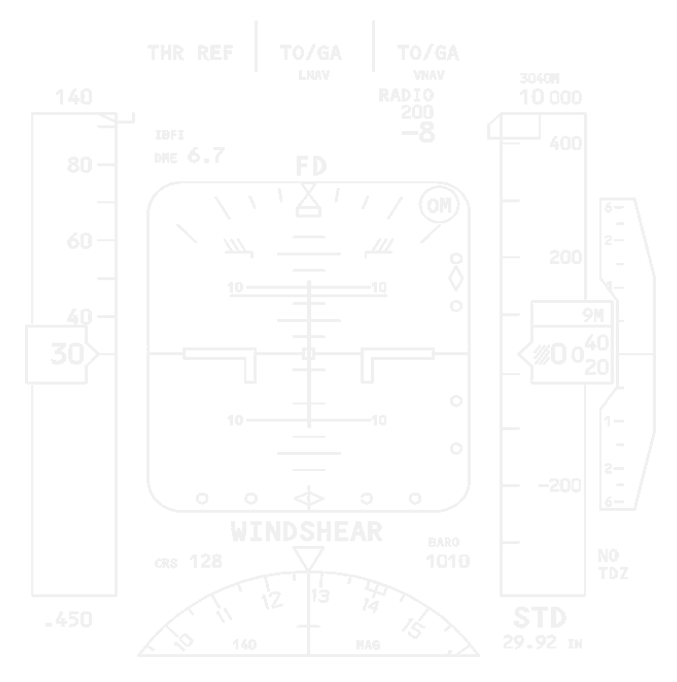 THR REF TO/GA TO/GA
LNAV VNAV
3040M
140 RADIO 10 000
200
-8
IBFI
DME 6.7
FD
400
80
OM
6
2
60
200
1
10 10
40
9M
30
0 0
40
20
10 10
1
2
-200
6
WINDSHEAR
BARO
CRS 128 1010
NO
TDZ
10 11 12 13 14 15
.450 STD
140 MAG 29.92 IN